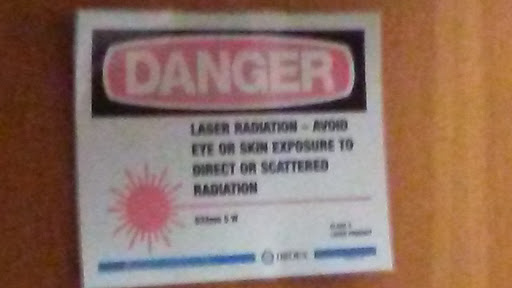 DANGER
LASER RADIATION - AVOID
EYE OR SKIN EXPOSURE TO
DIRECT OR SCATTERED
RADIATION